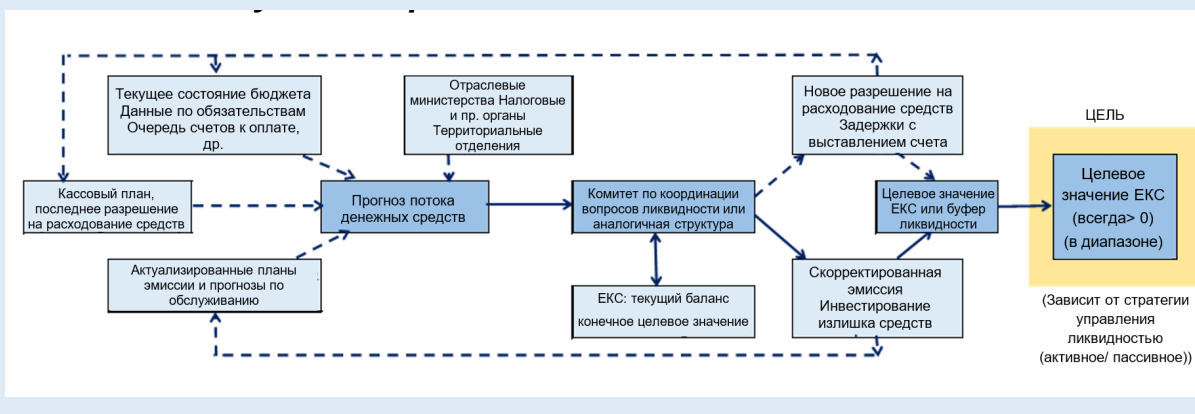 Текущее состояние бюджета
Данные по обязательствам
Очередь счетов к оплате,
др.
Отраслевые
министерства Налоговые
и пр. органы
Территориальные
отделения
Новое разрешение на
расходование средств
Задержки с
выставлением счета
ЦЕЛЬ
Кассовый план,
последнее разрешение
на расходование средств
Прогноз потока
денежных средств
Комитет по координации
вопросов ликвидности или
аналогичная структура
Целевое значение
ЕКС или буфер
ликвидности
Целевое
значение ЕКС
(всегда> 0)
(в диапазоне)
Актуализированные планы
эмиссии и прогнозы по
обслуживанию
ЕКС: текущий баланс
конечное целевое значение
Скорректированная
эмиссия
Инвестирование
излишка средств
(Зависит от стратегии
управления
ликвидностью
(активное/ пассивное))